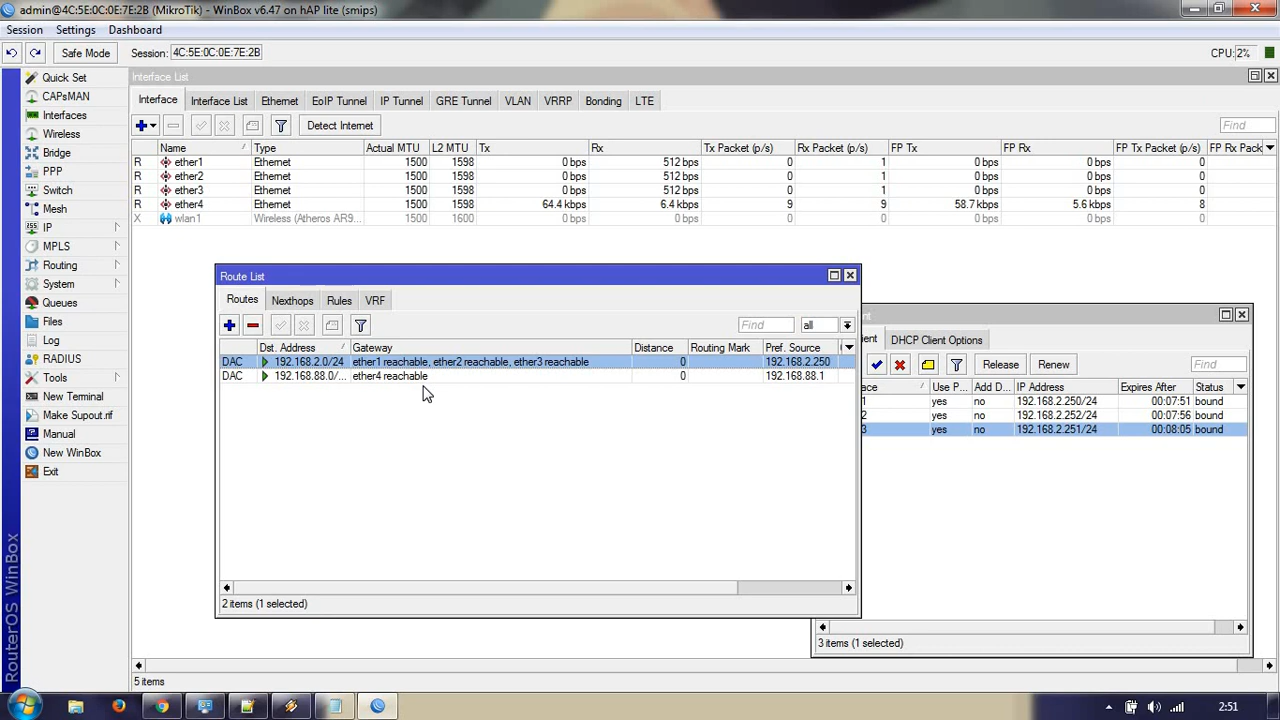 admin@4C:5E:0C:0E:7E:2B (MikroTik) - WinBox v6.47 on hAP lite (smips)
Session Settings Dashboard
Safe Mode Session: 4C:5E:0C:0E:7E:2B CPU: 2%
Quick Set
CAPsMAN
Interfaces
Wireless
Bridge
PPP
Switch
Mesh
IP
MPLS
Routing
System
Queues
Files
Log
RADIUS
Tools
New Terminal
Make Supout.rif
Manual
New WinBox
Exit
RouterOS WinBox
Interface List
Interface Interface List Ethernet EoIP Tunnel IP Tunnel GRE Tunnel VLAN VRRP Bonding LTE
Detect Internet Find
Name Type Actual MTU L2 MTU Tx Rx Tx Packet (p/s) Rx Packet (p/s) FP Tx FP Rx FP Tx Packet (p/s) FP Rx Pack
R ether1 Ethernet 1500 1598 0 bps 512 bps 0 1 0 bps 0 bps 0
R ether2 Ethernet 1500 1598 0 bps 512 bps 0 1 0 bps 0 bps 0
R ether3 Ethernet 1500 1598 0 bps 512 bps 0 1 0 bps 0 bps 0
R ether4 Ethernet 1500 1598 64.4 kbps 6.4 kbps 9 9 58.7 kbps 5.6 kbps 8
X wlan1 Wireless (Atheros AR9... 1500 1600 0 bps 0 bps 0 0 0 bps 0 bps 0
Route List
Routes Nexthops Rules VRF
Find all
Dst. Address Gateway Distance Routing Mark Pref. Source
DAC 192.168.2.0/24 ether1 reachable, ether2 reachable, ether3 reachable 0 192.168.2.250
DAC 192.168.88.0/... ether4 reachable 0 192.168.88.1
2 items (1 selected)
DHCP Client Options
Release Renew Find
Use P... Add D... IP Address Expires After Status
1 yes no 192.168.2.250/24 00:07:51 bound
2 yes no 192.168.2.252/24 00:07:56 bound
3 yes no 192.168.2.251/24 00:08:05 bound
3 items (1 selected)
5 items
2:51